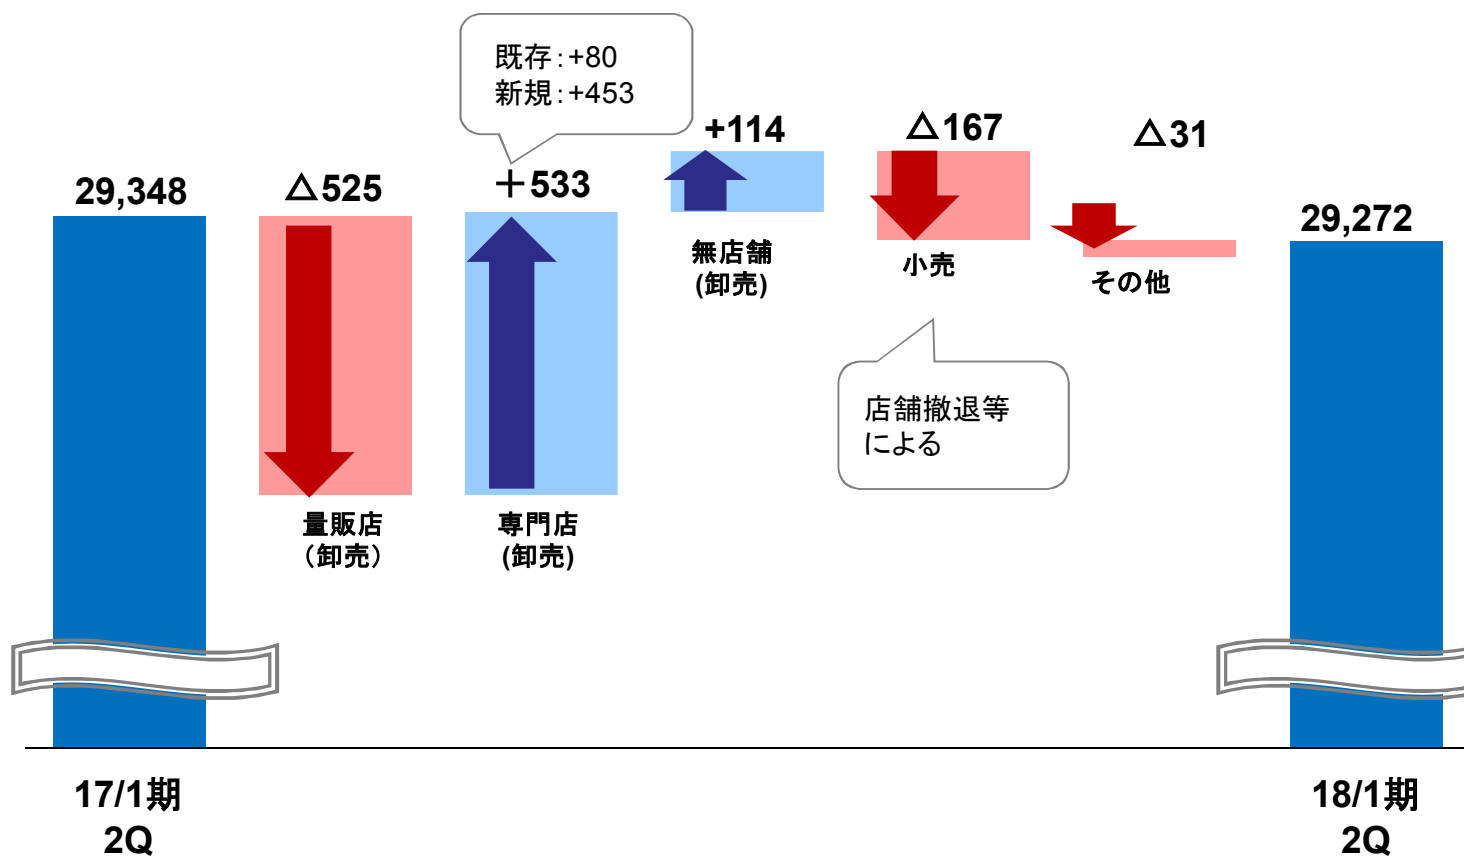 既存:+80
新規:+453
29,348
△525
+533
+114
△167
△31
29,272
量販店
(卸売)
専門店
(卸売)
無店舗
(卸売)
小売
その他
店舗撤退等
による
17/1期
2Q
18/1期
2Q